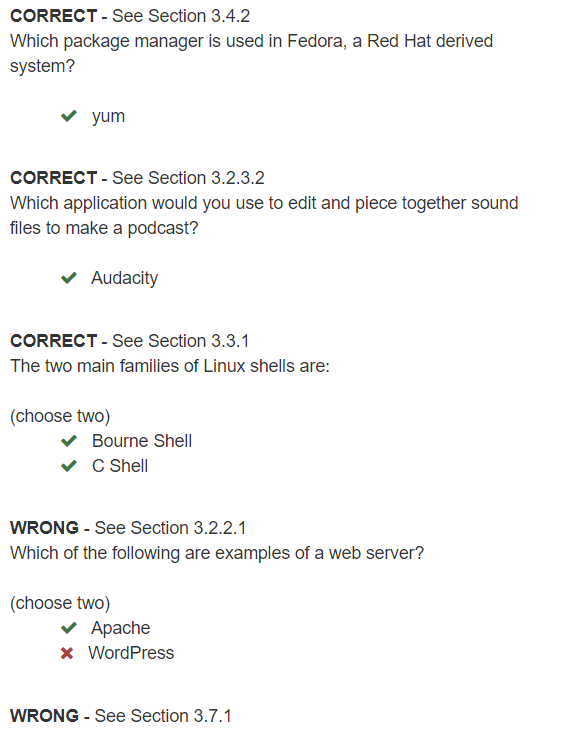 CORRECT - See Section 3.4.2
Which package manager is used in Fedora, a Red Hat derived
system?
yum
CORRECT - See Section 3.2.3.2
Which application would you use to edit and piece together sound
files to make a podcast?
Audacity
CORRECT - See Section 3.3.1
The two main families of Linux shells are:
(choose two)
Bourne Shell
C Shell
WRONG - See Section 3.2.2.1
Which of the following are examples of a web server?
(choose two)
Apache
WordPress
WRONG - See Section 3.7.1